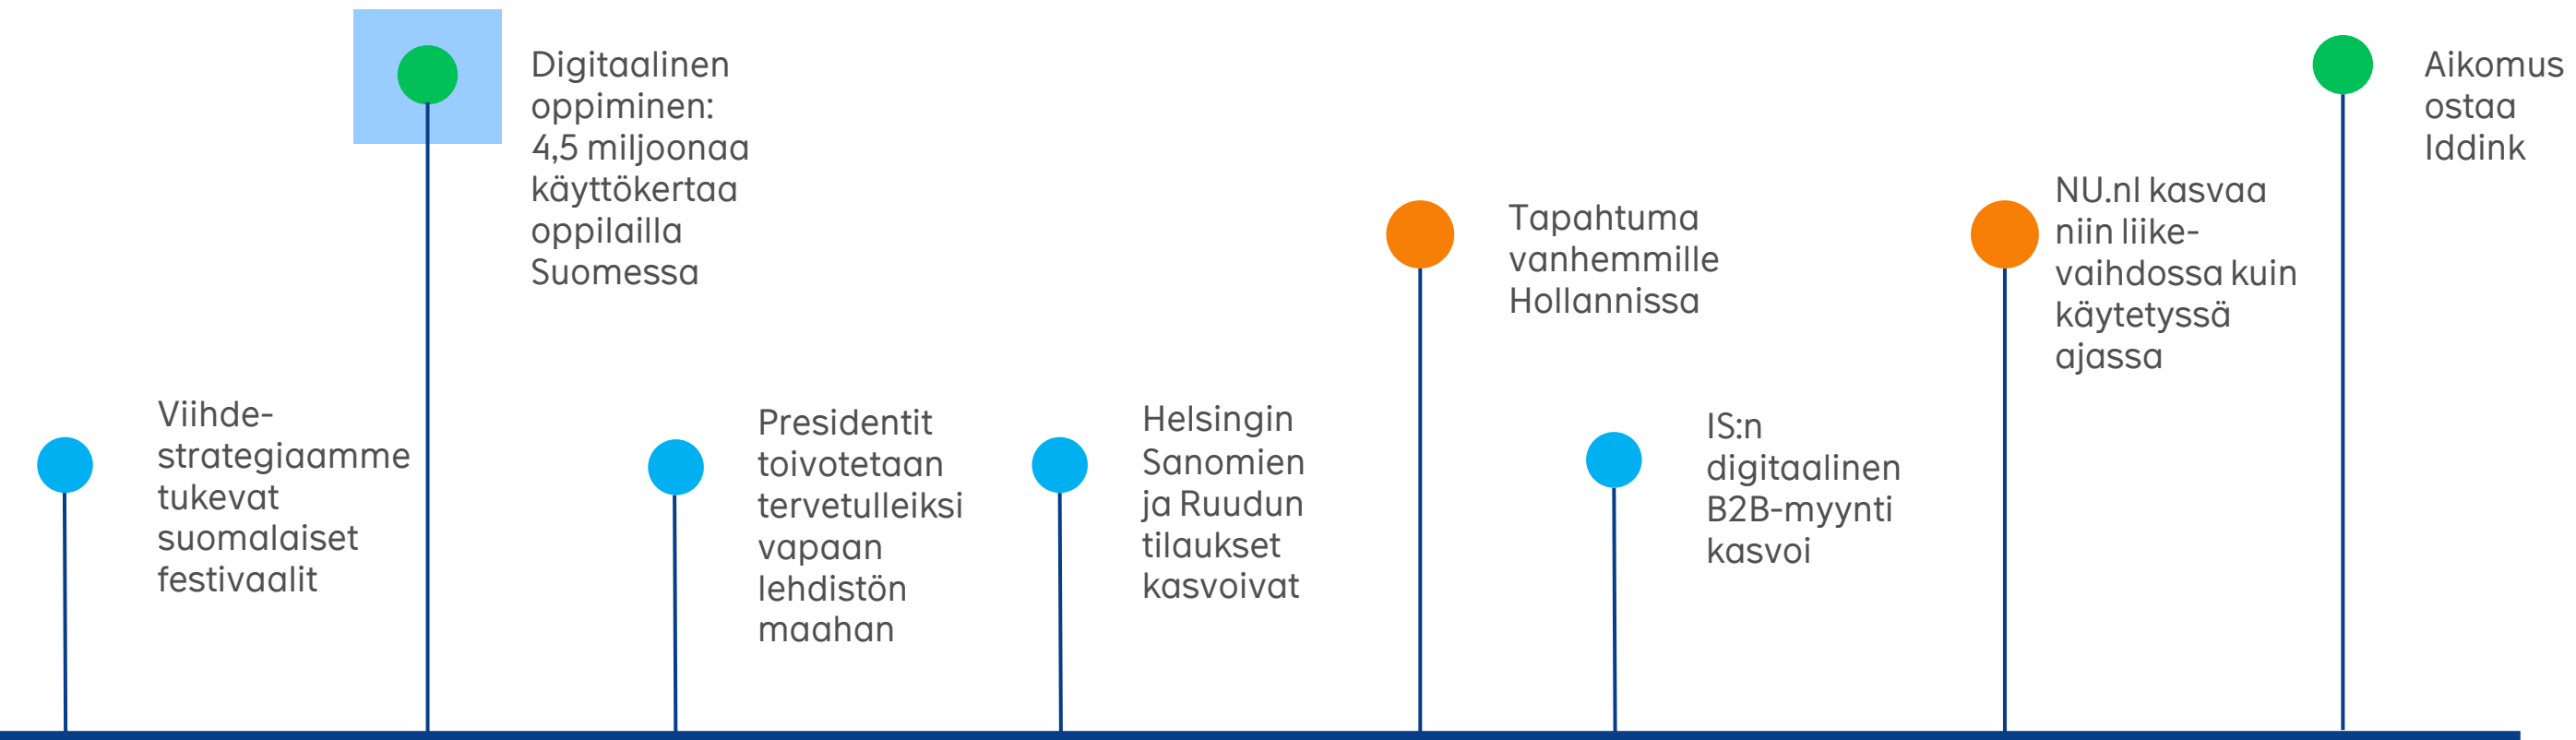 Viihde-
strategiaamme
tukevat
suomalaiset
festivaalit
Digitaalinen
oppiminen:
4,5 miljoonaa
käyttökertaa
oppilailla
Suomessa
Presidentit
toivotetaan
tervetulleiksi
vapaan
lehdistön
maahan
Helsingin
Sanomien
ja Ruudun
tilaukset
kasvoivat
Tapahtuma
vanhemmille
Hollannissa
IS:n
digitaalinen
B2B-myynti
kasvoi
NU.nl kasvaa
niin liike-
vaihdossa kuin
käytetyssä
ajassa
Aikomus
ostaa
Iddink